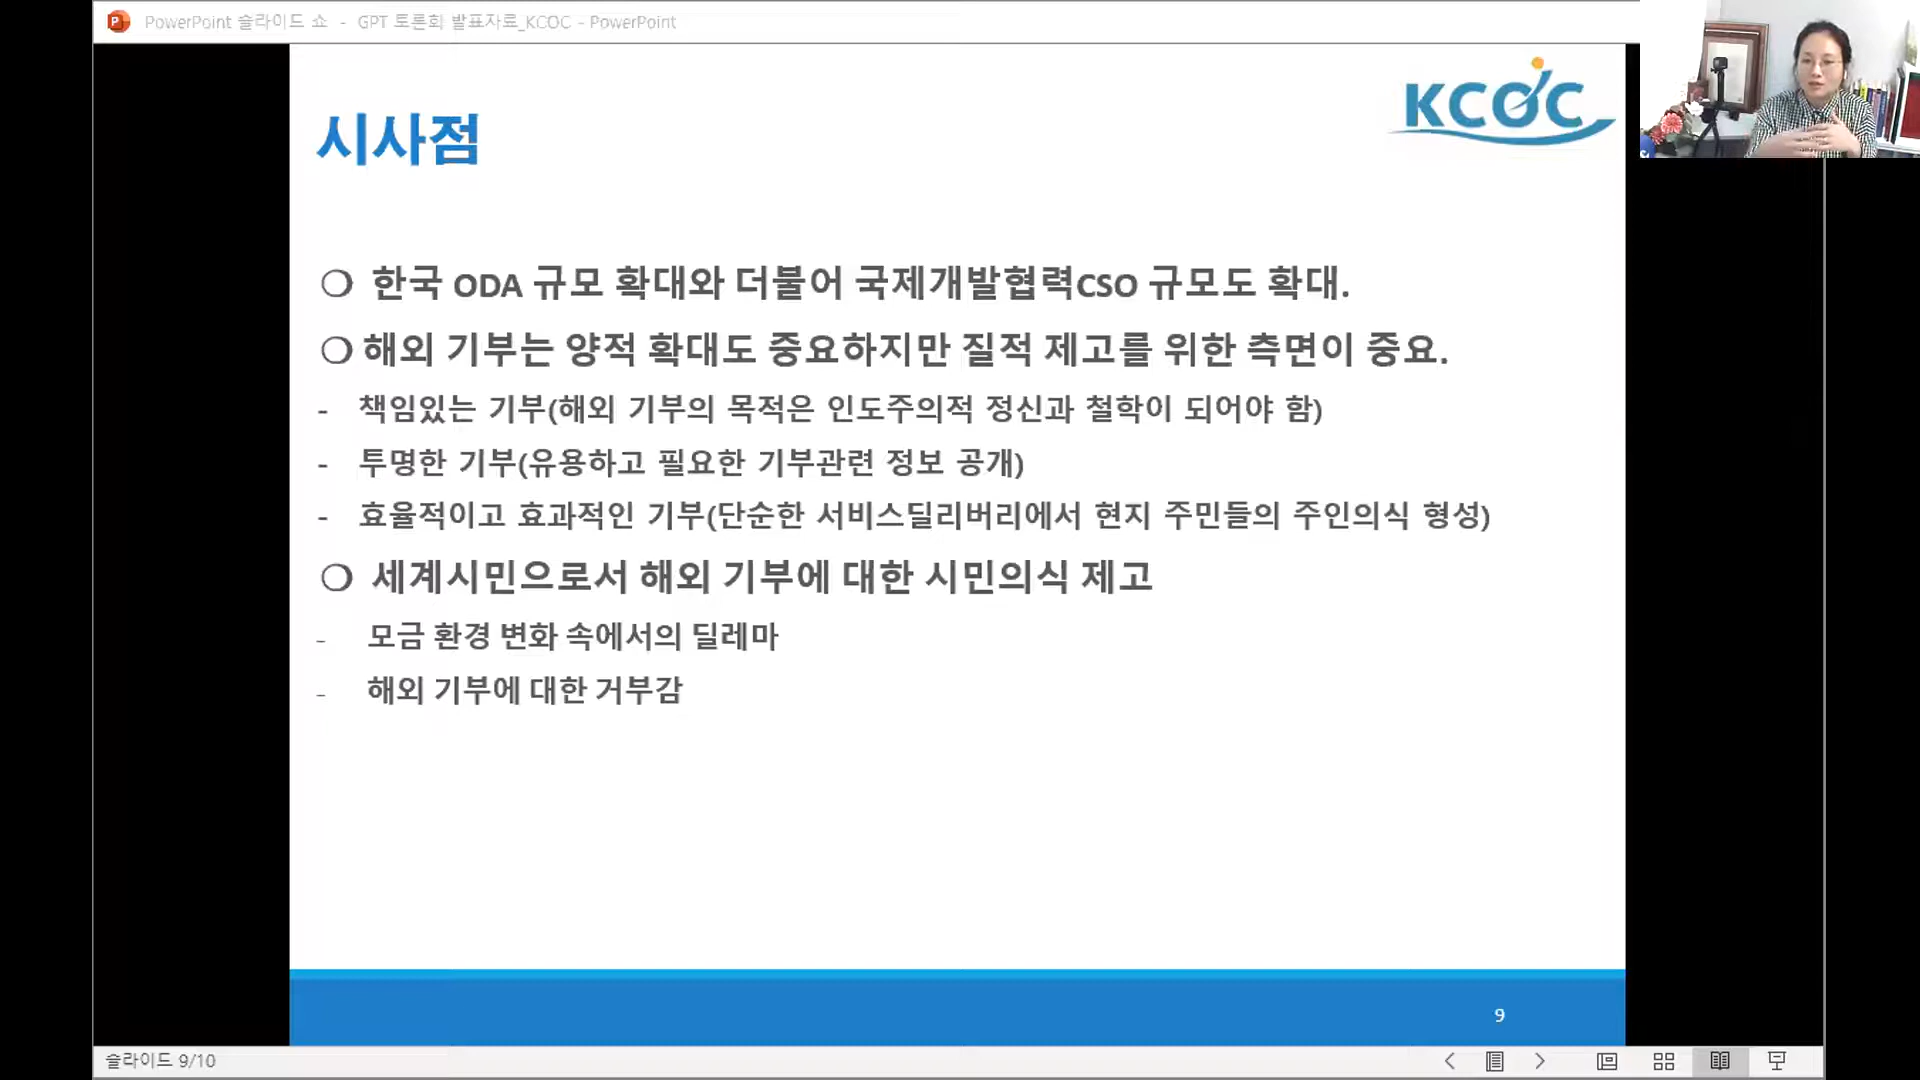 PowerPoint 슬라이드 쇼 - GPT 토론회 발표자료_KCOC - PowerPoint
KCOC
시사점
❍ 한국 ODA 규모 확대와 더불어 국제개발협력CSO 규모도 확대.
❍ 해외 기부는 양적 확대도 중요하지만 질적 제고를 위한 측면이 중요.
- 책임있는 기부(해외 기부의 목적은 인도주의적 정신과 철학이 되어야 함)
- 투명한 기부(유용하고 필요한 기부관련 정보 공개)
- 효율적이고 효과적인 기부(단순한 서비스딜리버리에서 현지 주민들의 주인의식 형성)
❍ 세계시민으로서 해외 기부에 대한 시민의식 제고
- 모금 환경 변화 속에서의 딜레마
- 해외 기부에 대한 거부감
9
슬라이드 9/10